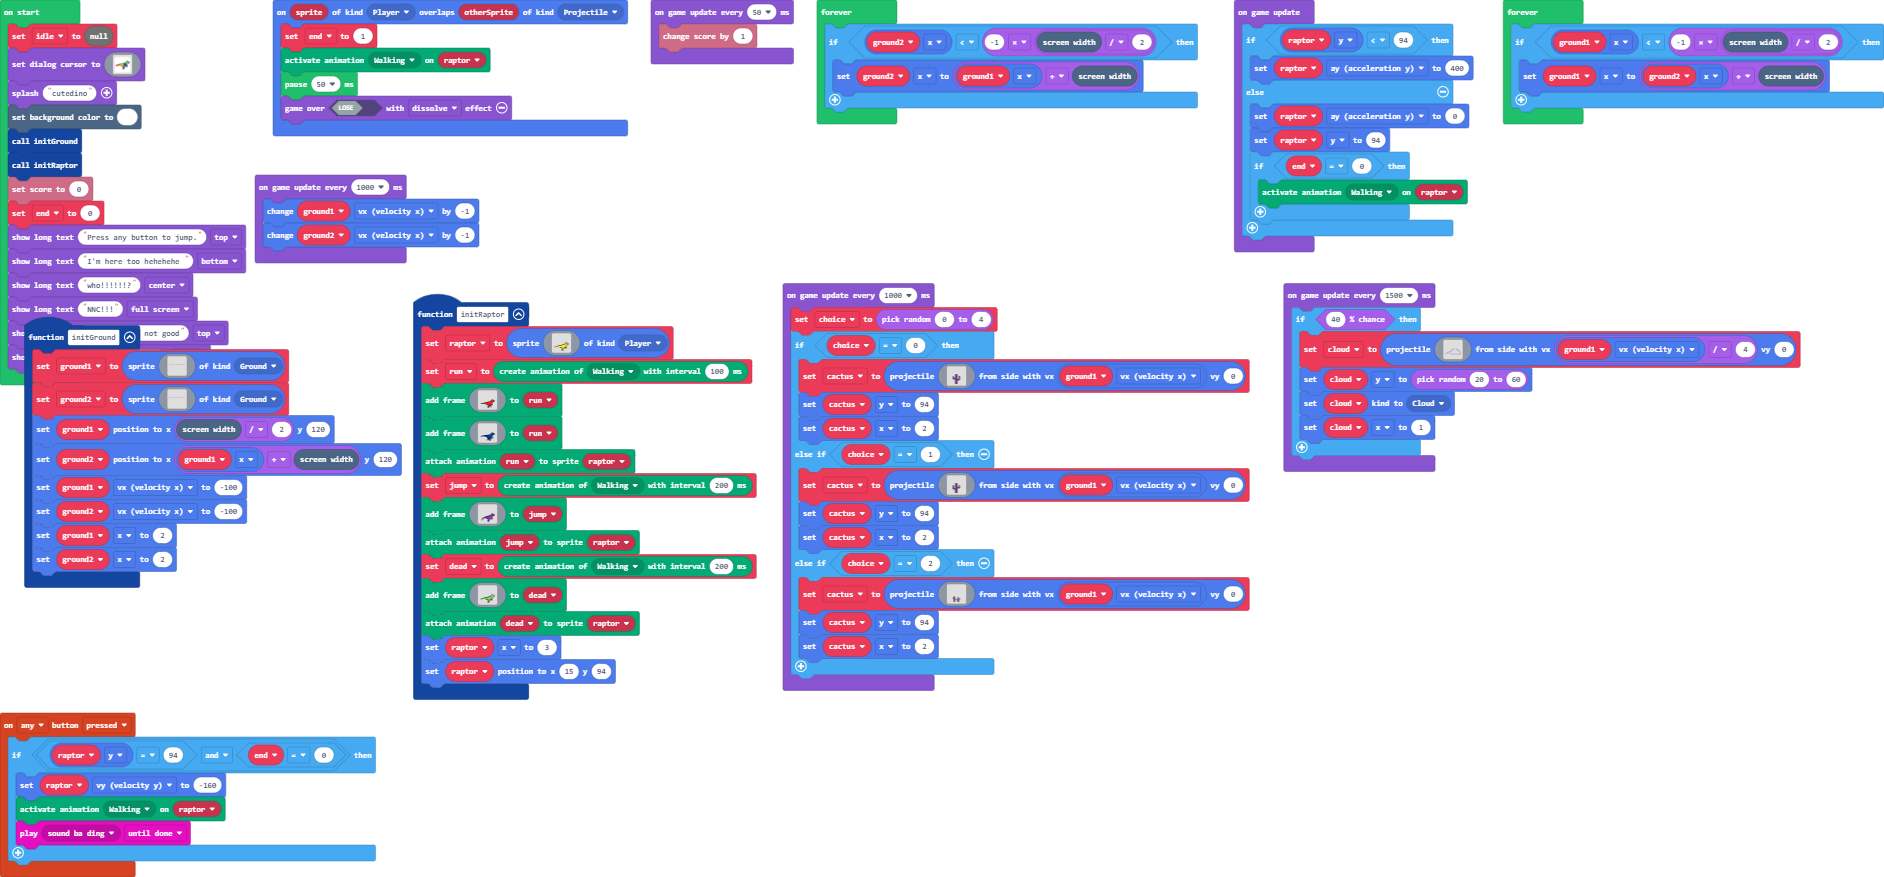 on start
set idle to null
set dialog cursor to
splash "cutedino"
set background color to
call initGround
call initRaptor
set score to 0
set end to 0
show long text "Press any button to jump." top
show long text "I'm here too hehehehe" bottom
show long text "who!!!!!!?" center
show long text "NNC!!!" full screen
sho not good" top
sho
function initGround
set ground1 to sprite of kind Ground
set ground2 to sprite of kind Ground
set ground1 position to x screen width / 2 y 120
set ground2 position to x ground1 x + screen width y 120
set ground1 vx (velocity x) to -100
set ground2 vx (velocity x) to -100
set ground1 x to 2
set ground2 x to 2
on sprite of kind Player overlaps otherSprite of kind Projectile
set end to 1
activate animation Walking on raptor
pause 50 ms
game over LOSE with dissolve effect
on game update every 1000 ms
change ground1 vx (velocity x) by -1
change ground2 vx (velocity x) by -1
function initRaptor
set raptor to sprite of kind Player
set run to create animation of Walking with interval 100 ms
add frame to run
add frame to run
attach animation run to sprite raptor
set jump to create animation of Walking with interval 200 ms
add frame to jump
attach animation jump to sprite raptor
set dead to create animation of Walking with interval 200 ms
add frame to dead
attach animation dead to sprite raptor
set raptor x to 3
set raptor position to x 15 y 94
on game update every 50 ms
change score by 1
forever
if ground2 x < -1 × screen width / 2 then
set ground2 x to ground1 x + screen width
on game update every 1000 ms
set choice to pick random 0 to 4
if choice = 0 then
set cactus to projectile from side with vx ground1 vx (velocity x) vy 0
set cactus y to 94
set cactus x to 2
else if choice = 1 then
set cactus to projectile from side with vx ground1 vx (velocity x) vy 0
set cactus y to 94
set cactus x to 2
else if choice = 2 then
set cactus to projectile from side with vx ground1 vx (velocity x) vy 0
set cactus y to 94
set cactus x to 2
on game update
if raptor y < 94 then
set raptor ay (acceleration y) to 400
else
set raptor ay (acceleration y) to 0
set raptor y to 94
if end = 0 then
activate animation Walking on raptor
forever
if ground1 x < -1 × screen width / 2 then
set ground1 x to ground2 x + screen width
on game update every 1500 ms
if 40 % chance then
set cloud to projectile from side with vx ground1 vx (velocity x) / 4 vy 0
set cloud y to pick random 20 to 60
set cloud kind to Cloud
set cloud x to 1
on any button pressed
if raptor y = 94 and end = 0 then
set raptor vy (velocity y) to -160
activate animation Walking on raptor
play sound ba ding until done